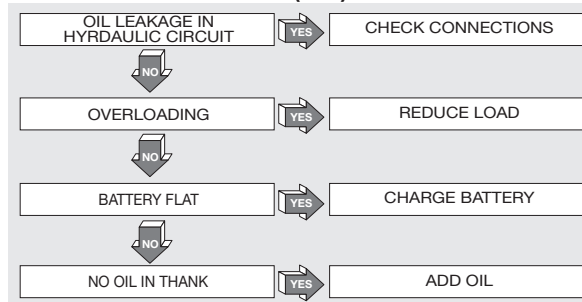 OIL LEAKAGE IN
HYRDAULIC CIRCUIT
YES
CHECK CONNECTIONS
NO
OVERLOADING
YES
REDUCE LOAD
NO
BATTERY FLAT
YES
CHARGE BATTERY
NO
NO OIL IN THANK
YES
ADD OIL